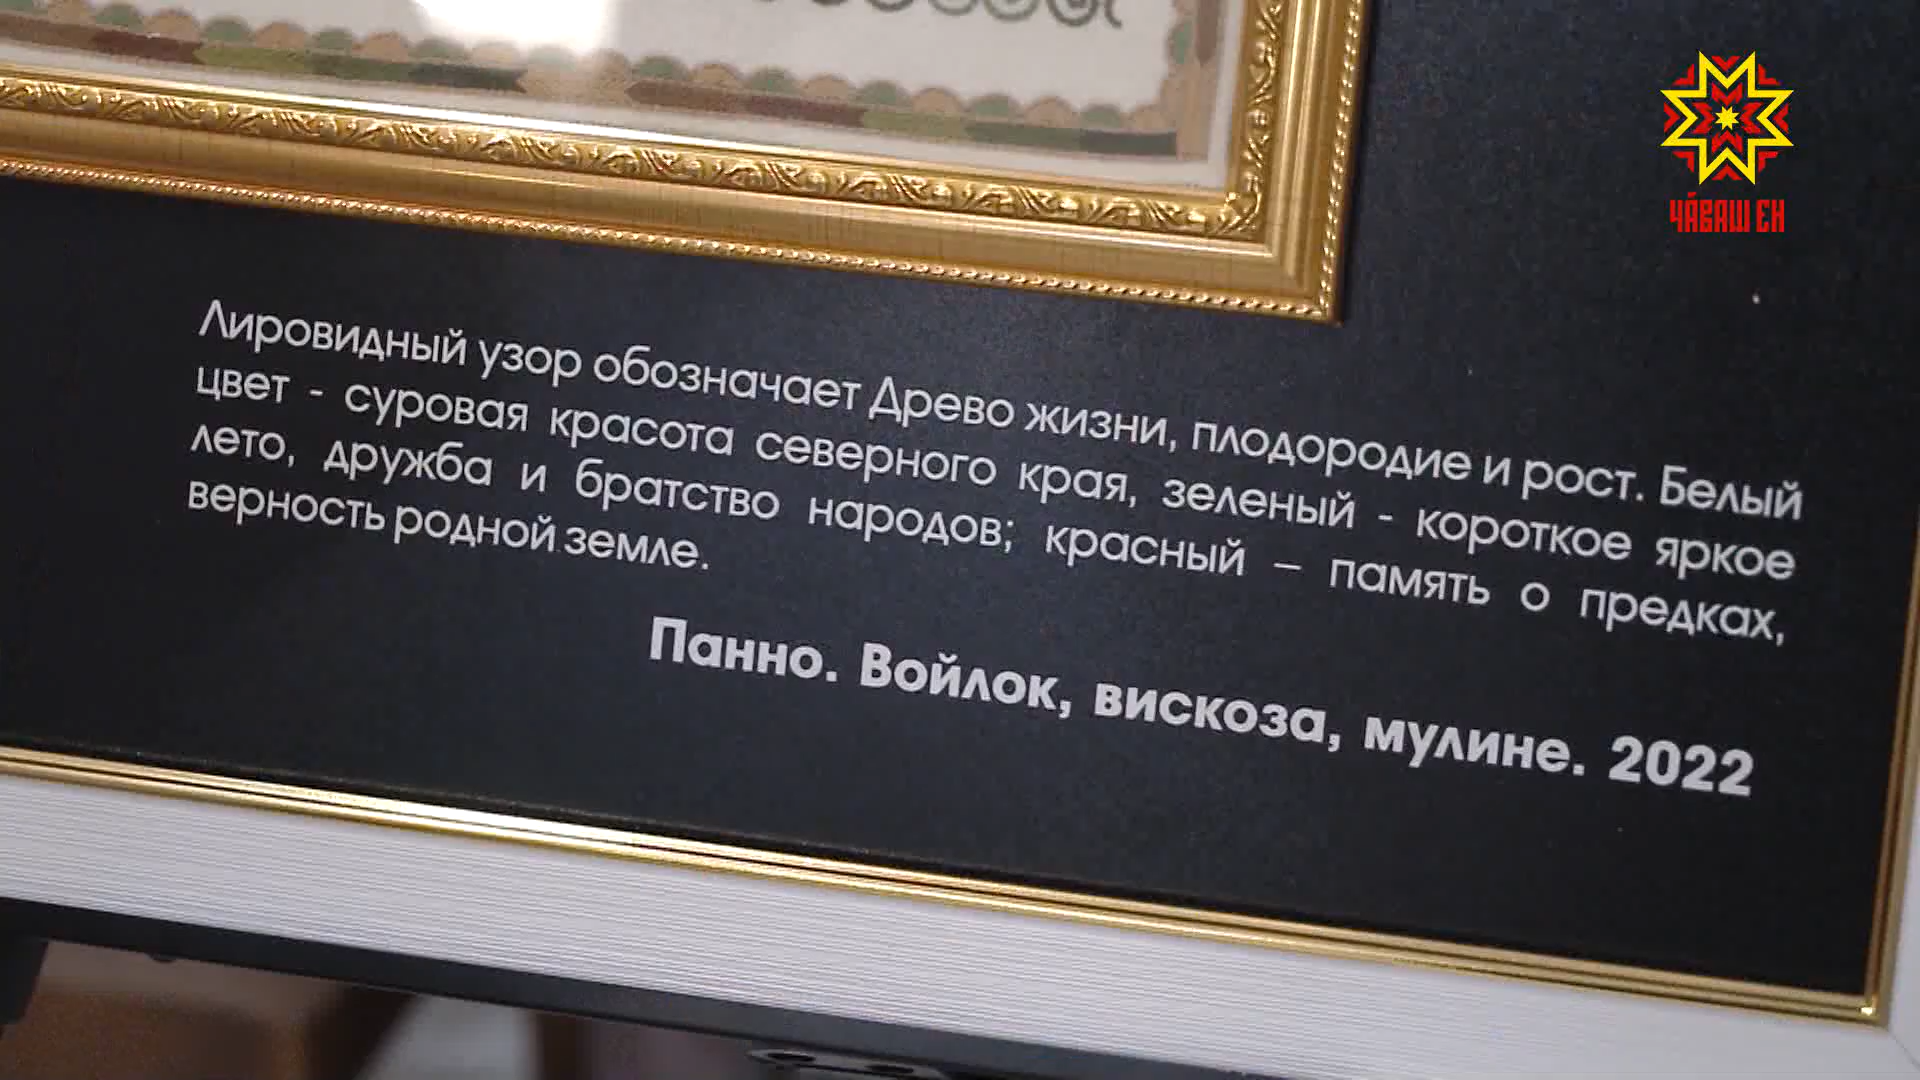 ЧӐВАШ ЕН
Лировидный узор обозначает Древо жизни, плодородие и рост. Белый
цвет - суровая красота северного края, зеленый - короткое яркое
лето, дружба и братство народов; красный – память о предках,
верность родной земле.
Панно. Войлок, вискоза, мулине. 2022